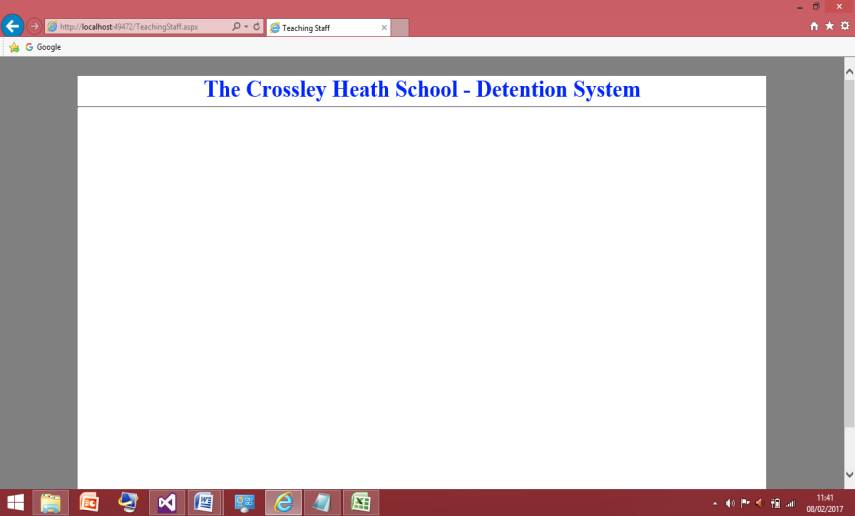 http://localhost:49472/TeachingStaff.aspx
Teaching Staff
Google
The Crossley Heath School - Detention System
11:41
08/02/2017